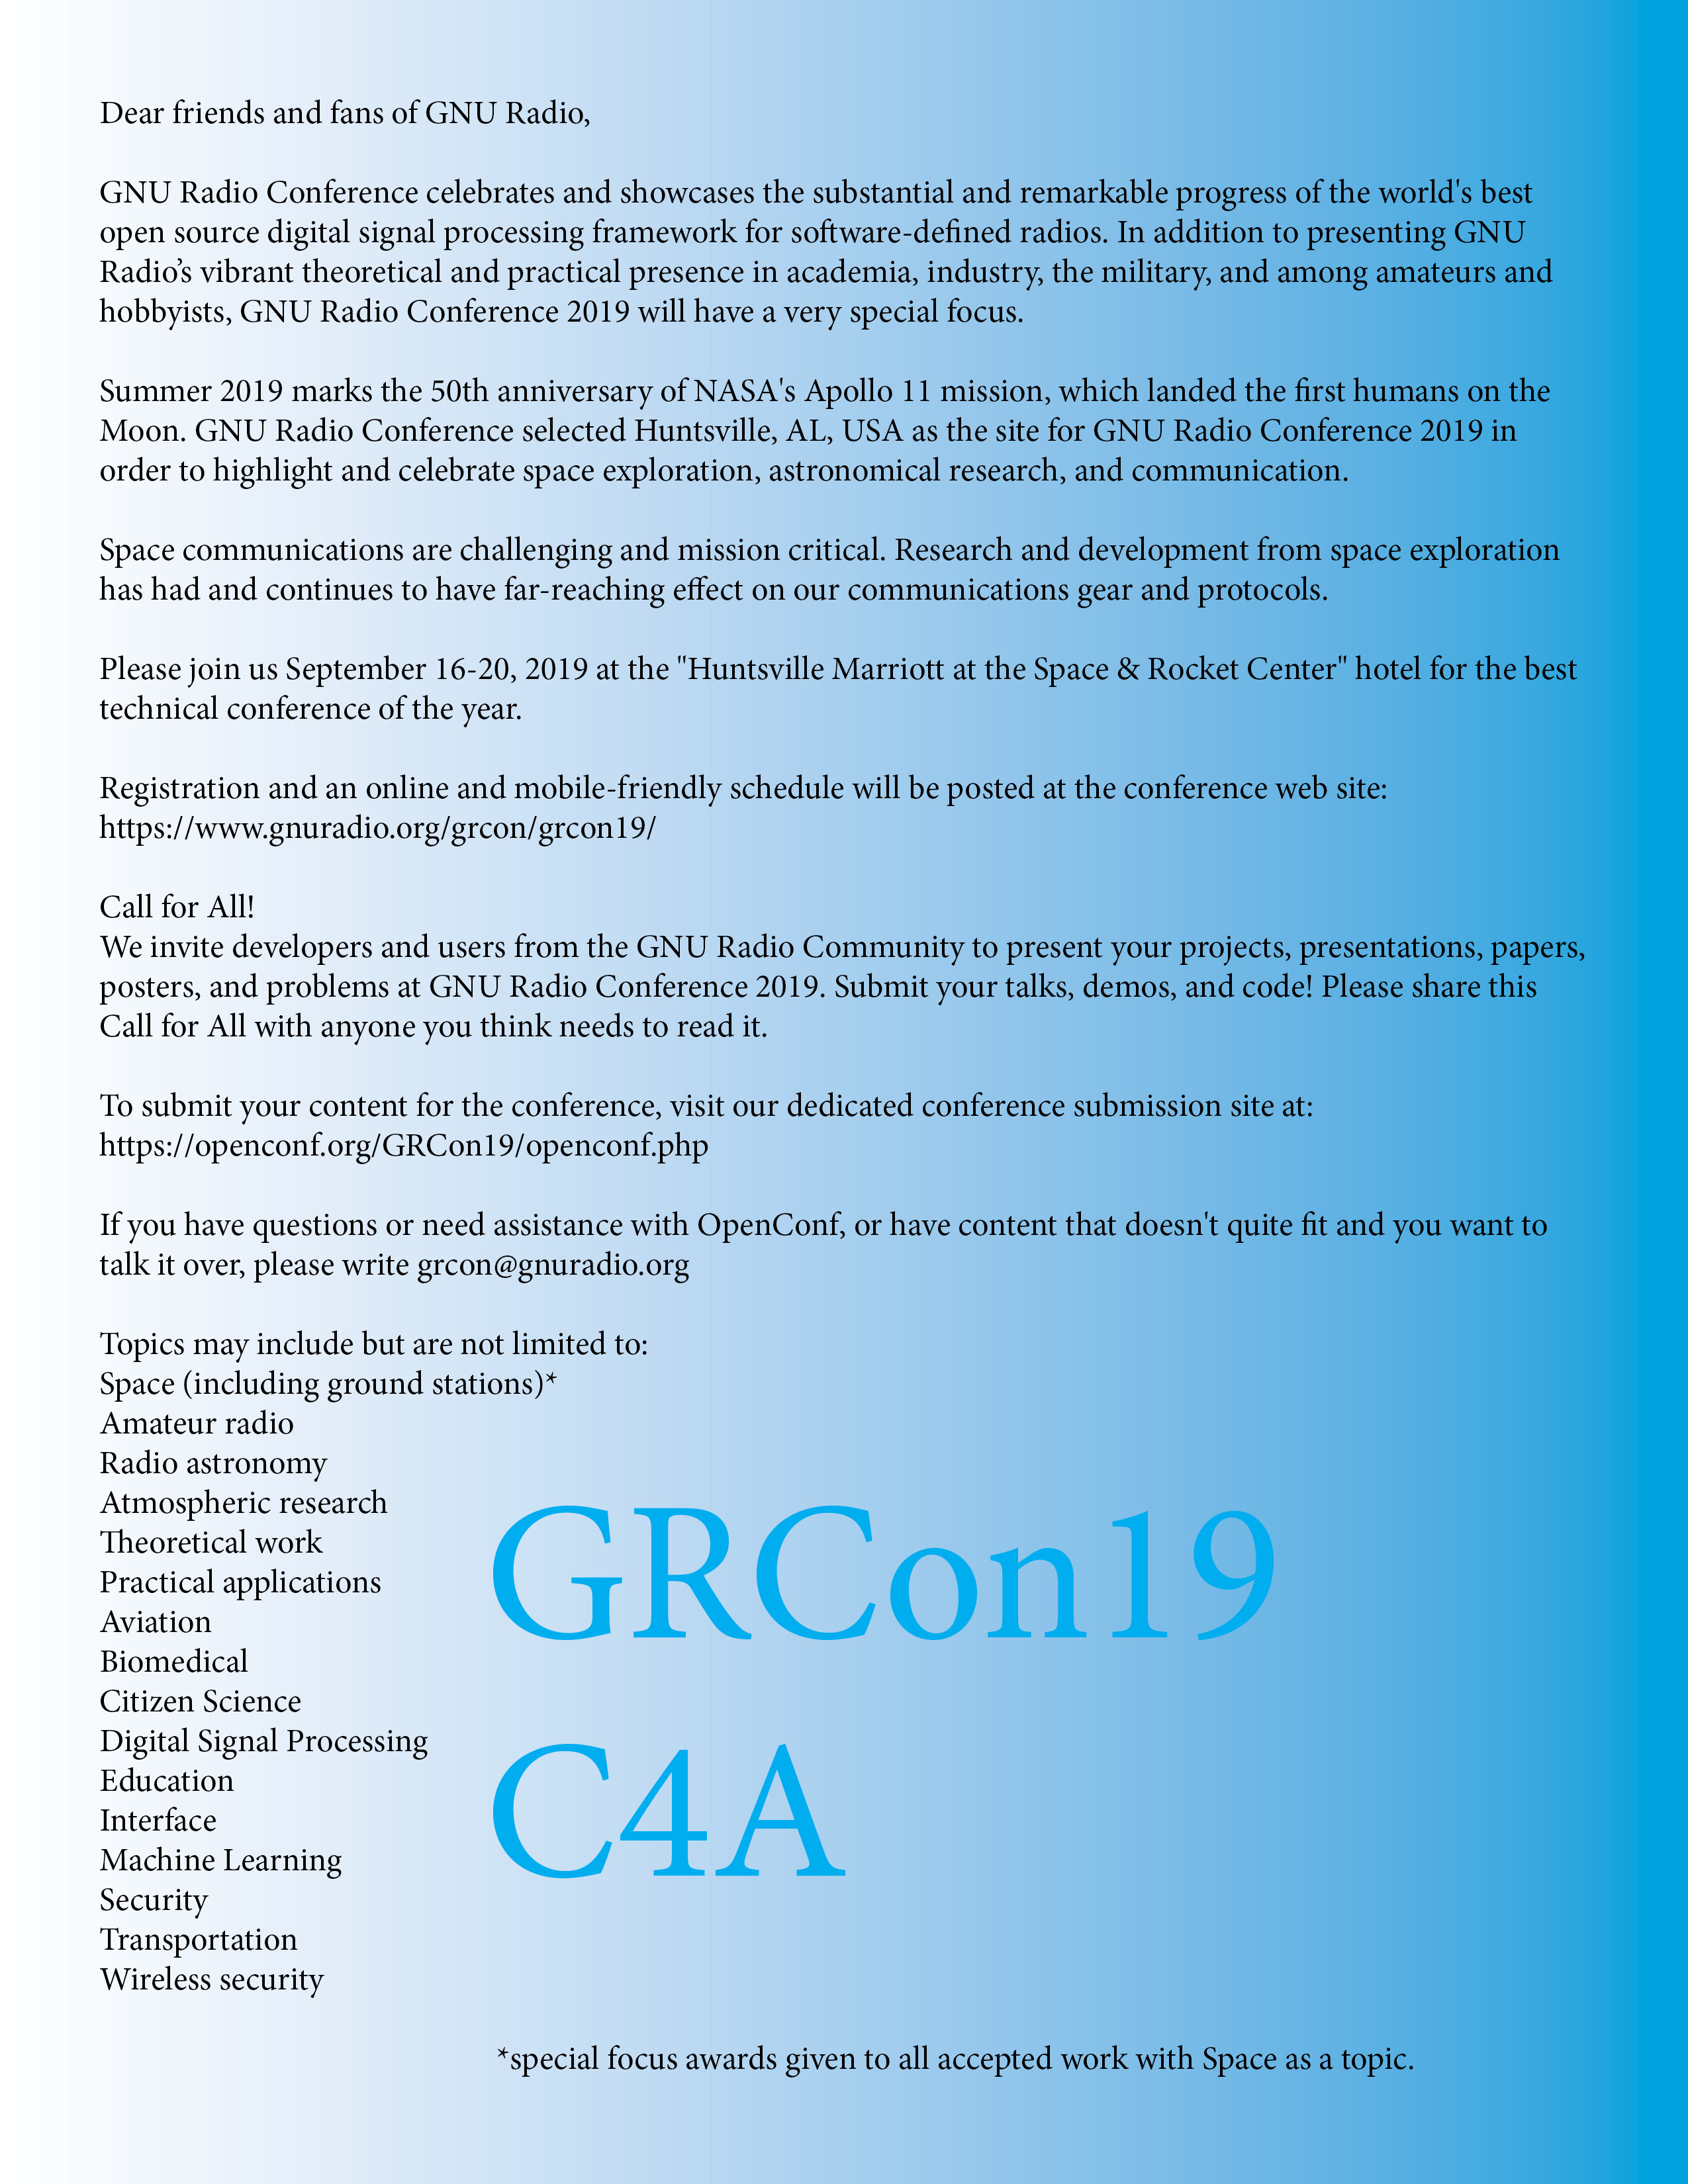 Dear friends and fans of GNU Radio,
GNU Radio Conference celebrates and showcases the substantial and remarkable progress of the world's best
open source digital signal processing framework for software-defined radios. In addition to presenting GNU
Radio’s vibrant theoretical and practical presence in academia, industry, the military, and among amateurs and
hobbyists, GNU Radio Conference 2019 will have a very special focus.
Summer 2019 marks the 50th anniversary of NASA's Apollo 11 mission, which landed the first humans on the
Moon. GNU Radio Conference selected Huntsville, AL, USA as the site for GNU Radio Conference 2019 in
order to highlight and celebrate space exploration, astronomical research, and communication.
Space communications are challenging and mission critical. Research and development from space exploration
has had and continues to have far-reaching effect on our communications gear and protocols.
Please join us September 16-20, 2019 at the "Huntsville Marriott at the Space & Rocket Center" hotel for the best
technical conference of the year.
Registration and an online and mobile-friendly schedule will be posted at the conference web site:
https://www.gnuradio.org/grcon/grcon19/
Call for All!
We invite developers and users from the GNU Radio Community to present your projects, presentations, papers,
posters, and problems at GNU Radio Conference 2019. Submit your talks, demos, and code! Please share this
Call for All with anyone you think needs to read it.
To submit your content for the conference, visit our dedicated conference submission site at:
https://openconf.org/GRCon19/openconf.php
If you have questions or need assistance with OpenConf, or have content that doesn't quite fit and you want to
talk it over, please write grcon@gnuradio.org
Topics may include but are not limited to:
Space (including ground stations)*
Amateur radio
Radio astronomy
Atmospheric research
Theoretical work
Practical applications
Aviation
Biomedical
Citizen Science
Digital Signal Processing
Education
Interface
Machine Learning
Security
Transportation
Wireless security
GRCon19
C4A
*special focus awards given to all accepted work with Space as a topic.